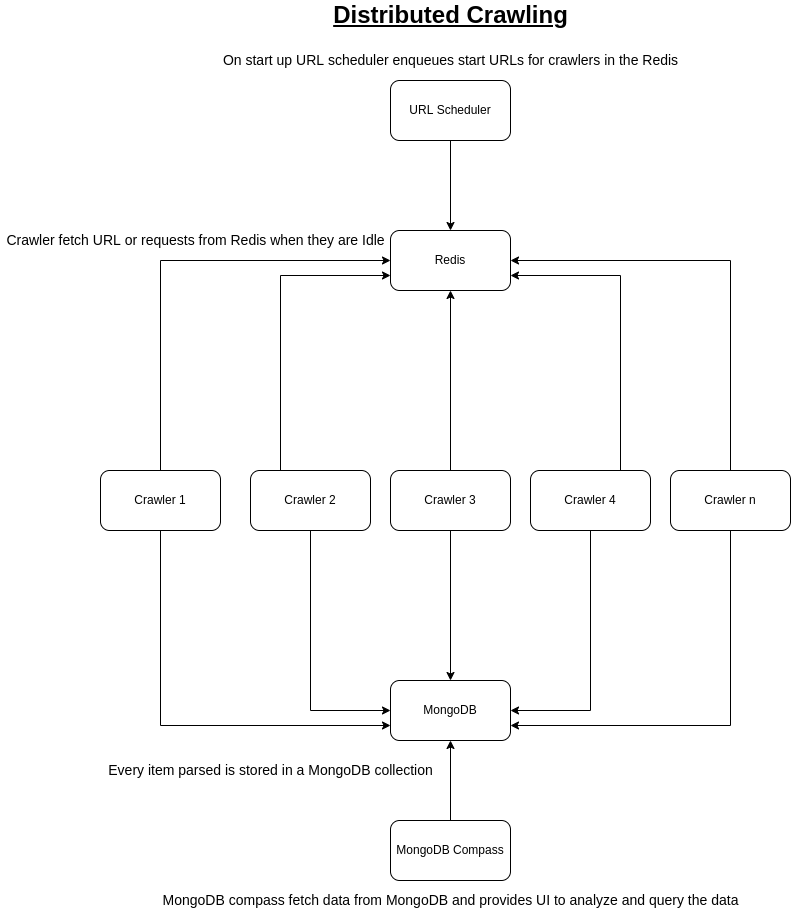 Distributed Crawling
On start up URL scheduler enqueues start URLs for crawlers in the Redis
URL Scheduler
Crawler fetch URL or requests from Redis when they are Idle
Redis
Crawler 1
Crawler 2
Crawler 3
Crawler 4
Crawler n
MongoDB
Every item parsed is stored in a MongoDB collection
MongoDB Compass
MongoDB compass fetch data from MongoDB and provides UI to analyze and query the data